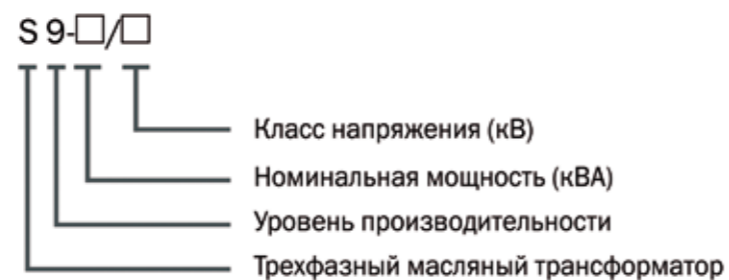 S 9-□/□
Класс напряжения (кВ)
Номинальная мощность (кВА)
Уровень производительности
Трехфазный масляный трансформатор